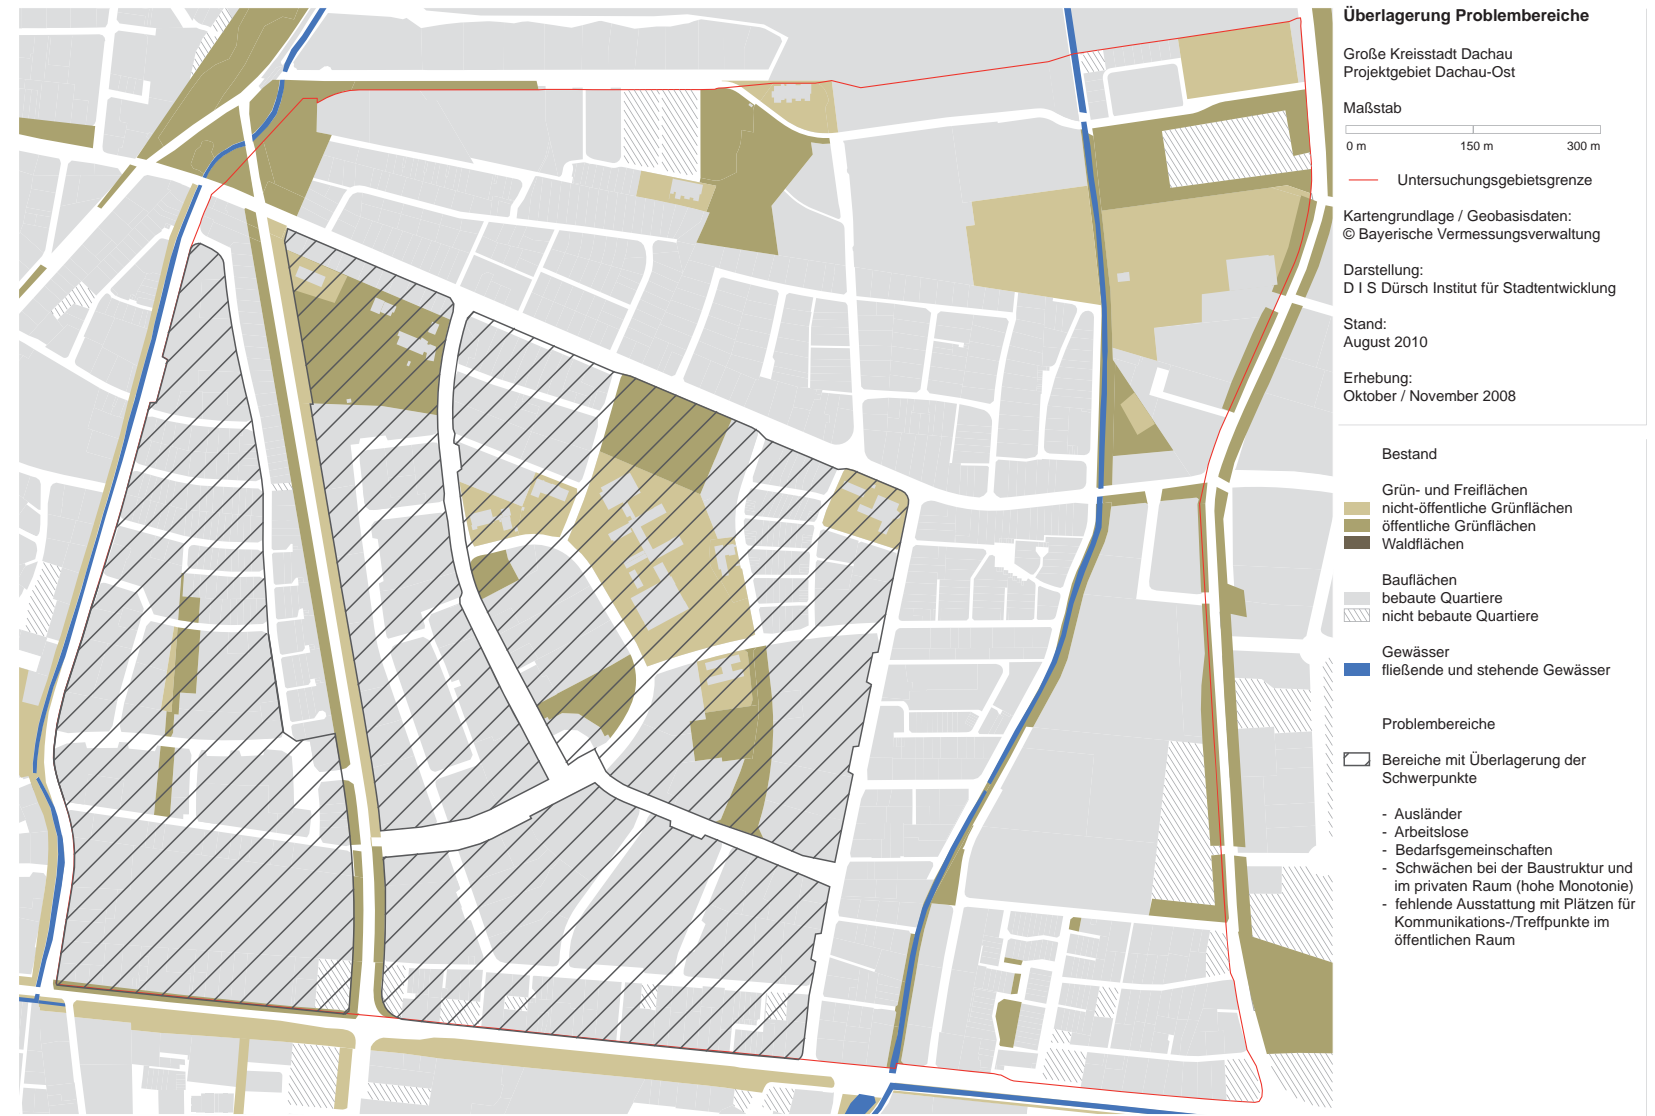 Überlagerung Problembereiche
Große Kreisstadt Dachau
Projektgebiet Dachau-Ost
Maßstab
0 m 150 m 300 m
Untersuchungsgebietsgrenze
Kartengrundlage / Geobasisdaten:
© Bayerische Vermessungsverwaltung
Darstellung:
D I S Dürsch Institut für Stadtentwicklung
Stand:
August 2010
Erhebung:
Oktober / November 2008
Bestand
Grün- und Freiflächen
nicht-öffentliche Grünflächen
öffentliche Grünflächen
Waldflächen
Bauflächen
bebaute Quartiere
nicht bebaute Quartiere
Gewässer
fließende und stehende Gewässer
Problembereiche
Bereiche mit Überlagerung der
Schwerpunkte
- Ausländer
- Arbeitslose
- Bedarfsgemeinschaften
- Schwächen bei der Baustruktur und
im privaten Raum (hohe Monotonie)
- fehlende Ausstattung mit Plätzen für
Kommunikations-/Treffpunkte im
öffentlichen Raum